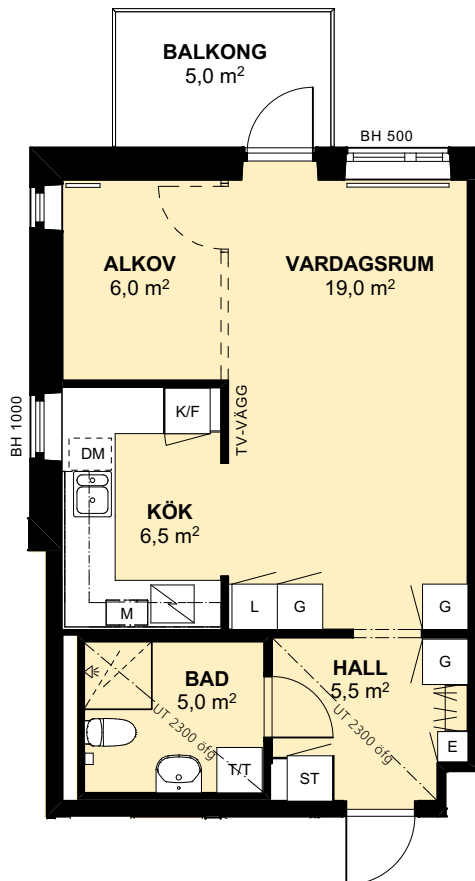 BALKONG
5,0 m²
BH 500
ALKOV
6,0 m²
VARDAGSRUM
19,0 m²
BH 1000
K/F
TV-VÄGG
DM
KÖK
6,5 m²
M
L
G
G
BAD
5,0 m²
HALL
5,5 m²
G
UT 2300 öfg
UT 2300 öfg
T/T
ST
E